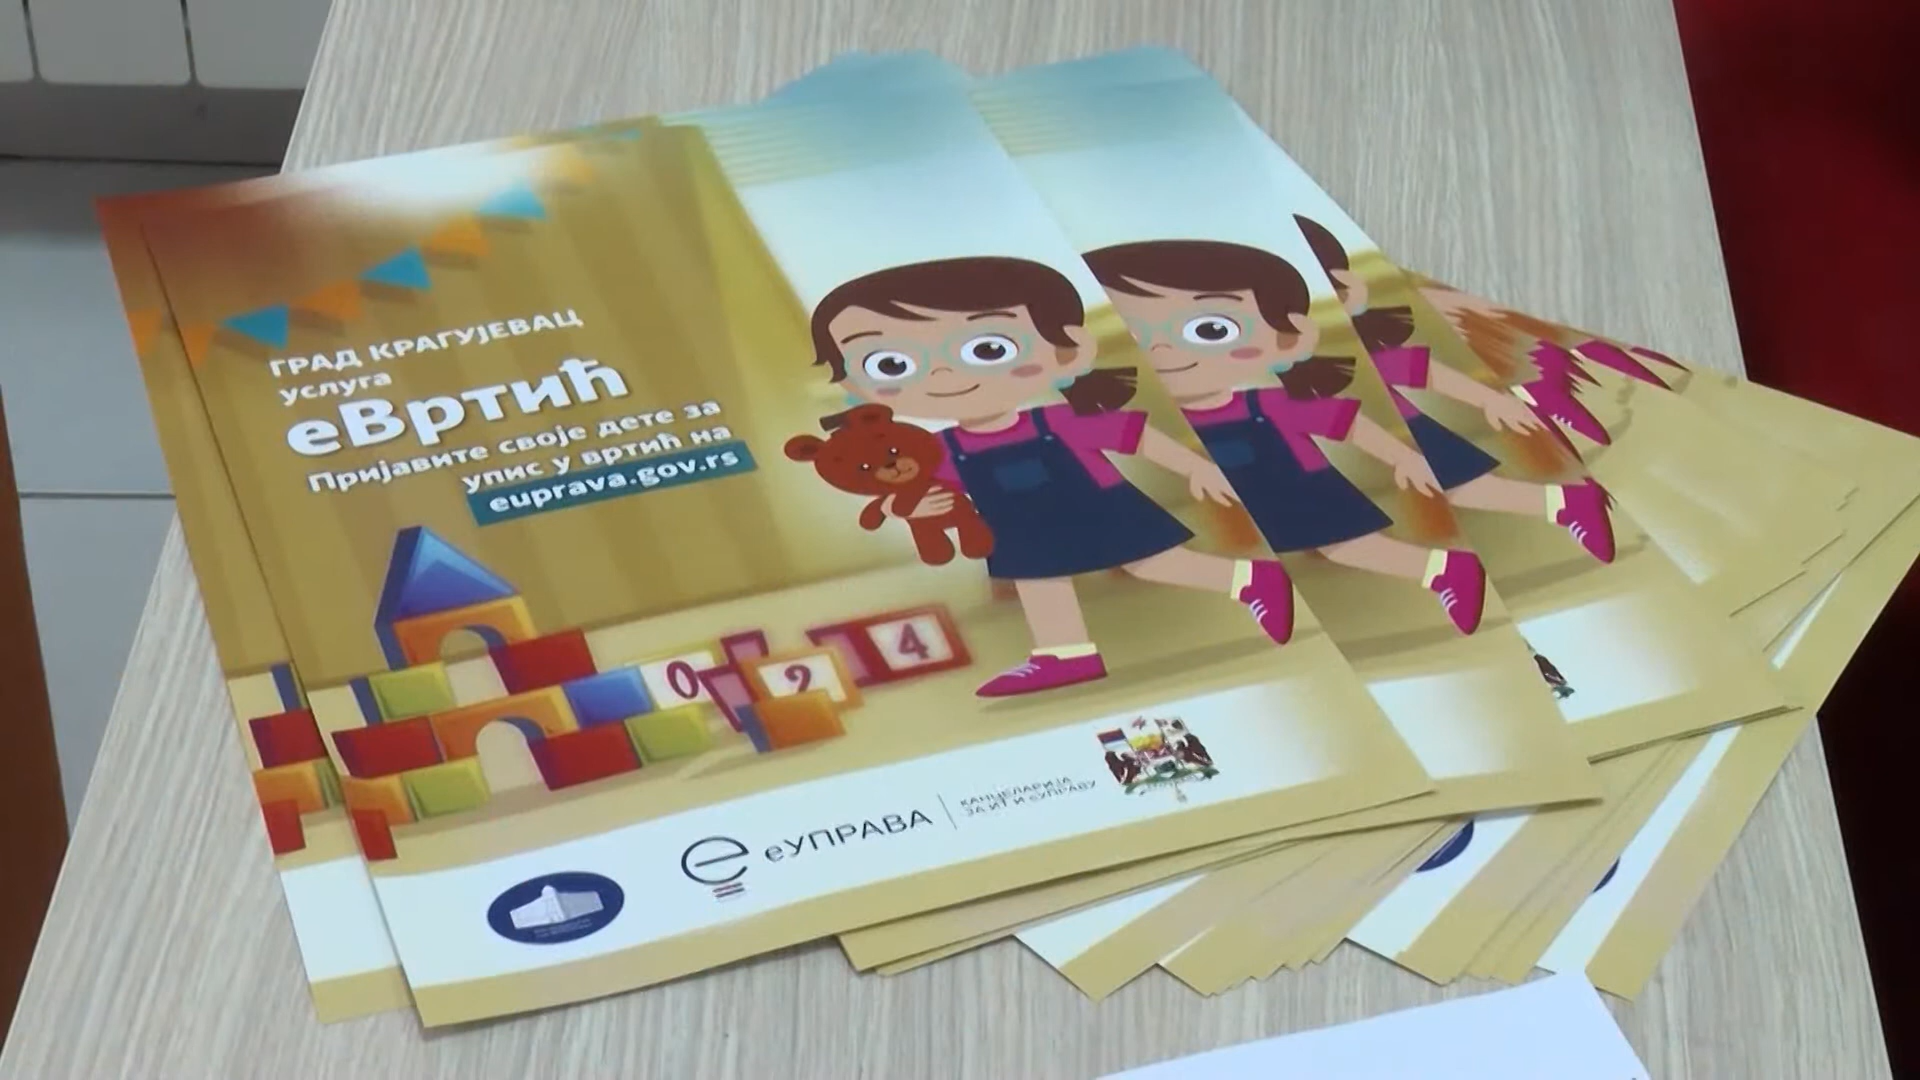 ГРАД КРАГУЈЕВАЦ
услуга
еВртић
Пријавите своје дете за
упис у вртић на
euprava.gov.rs
0 9 4
еУПРАВА
КАНЦЕЛАРИЈА
ЗА ИТ И еУПРАВУ